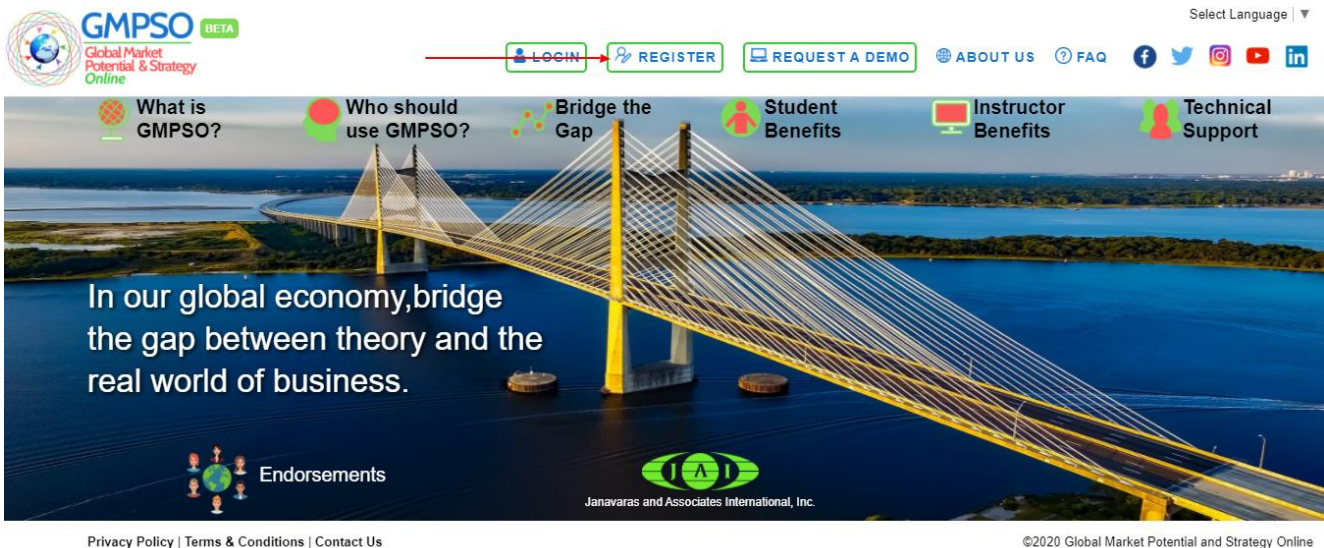 Select Language ▼
GMPSO BETA
Global Market
Potential & Strategy
Online
LOGIN REGISTER REQUEST A DEMO ABOUT US FAQ
What is
GMPSO?
Who should
use GMPSO?
Bridge the
Gap
Student
Benefits
Instructor
Benefits
Technical
Support
In our global economy,bridge
the gap between theory and the
real world of business.
Endorsements
JAI
Janavaras and Associates International, Inc.
Privacy Policy | Terms & Conditions | Contact Us
©2020 Global Market Potential and Strategy Online